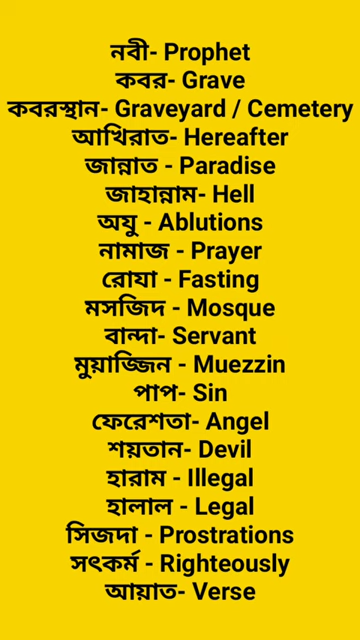 নবী- Prophet
কবর- Grave
কবরস্থান- Graveyard / Cemetery
আখিরাত- Hereafter
জান্নাত - Paradise
জাহান্নাম- Hell
অযু - Ablutions
নামাজ - Prayer
রোযা - Fasting
মসজিদ - Mosque
বান্দা- Servant
মুয়াজ্জিন - Muezzin
পাপ- Sin
ফেরেশতা- Angel
শয়তান- Devil
হারাম - Illegal
হালাল - Legal
সিজদা - Prostrations
সৎকর্ম - Righteously
আয়াত- Verse